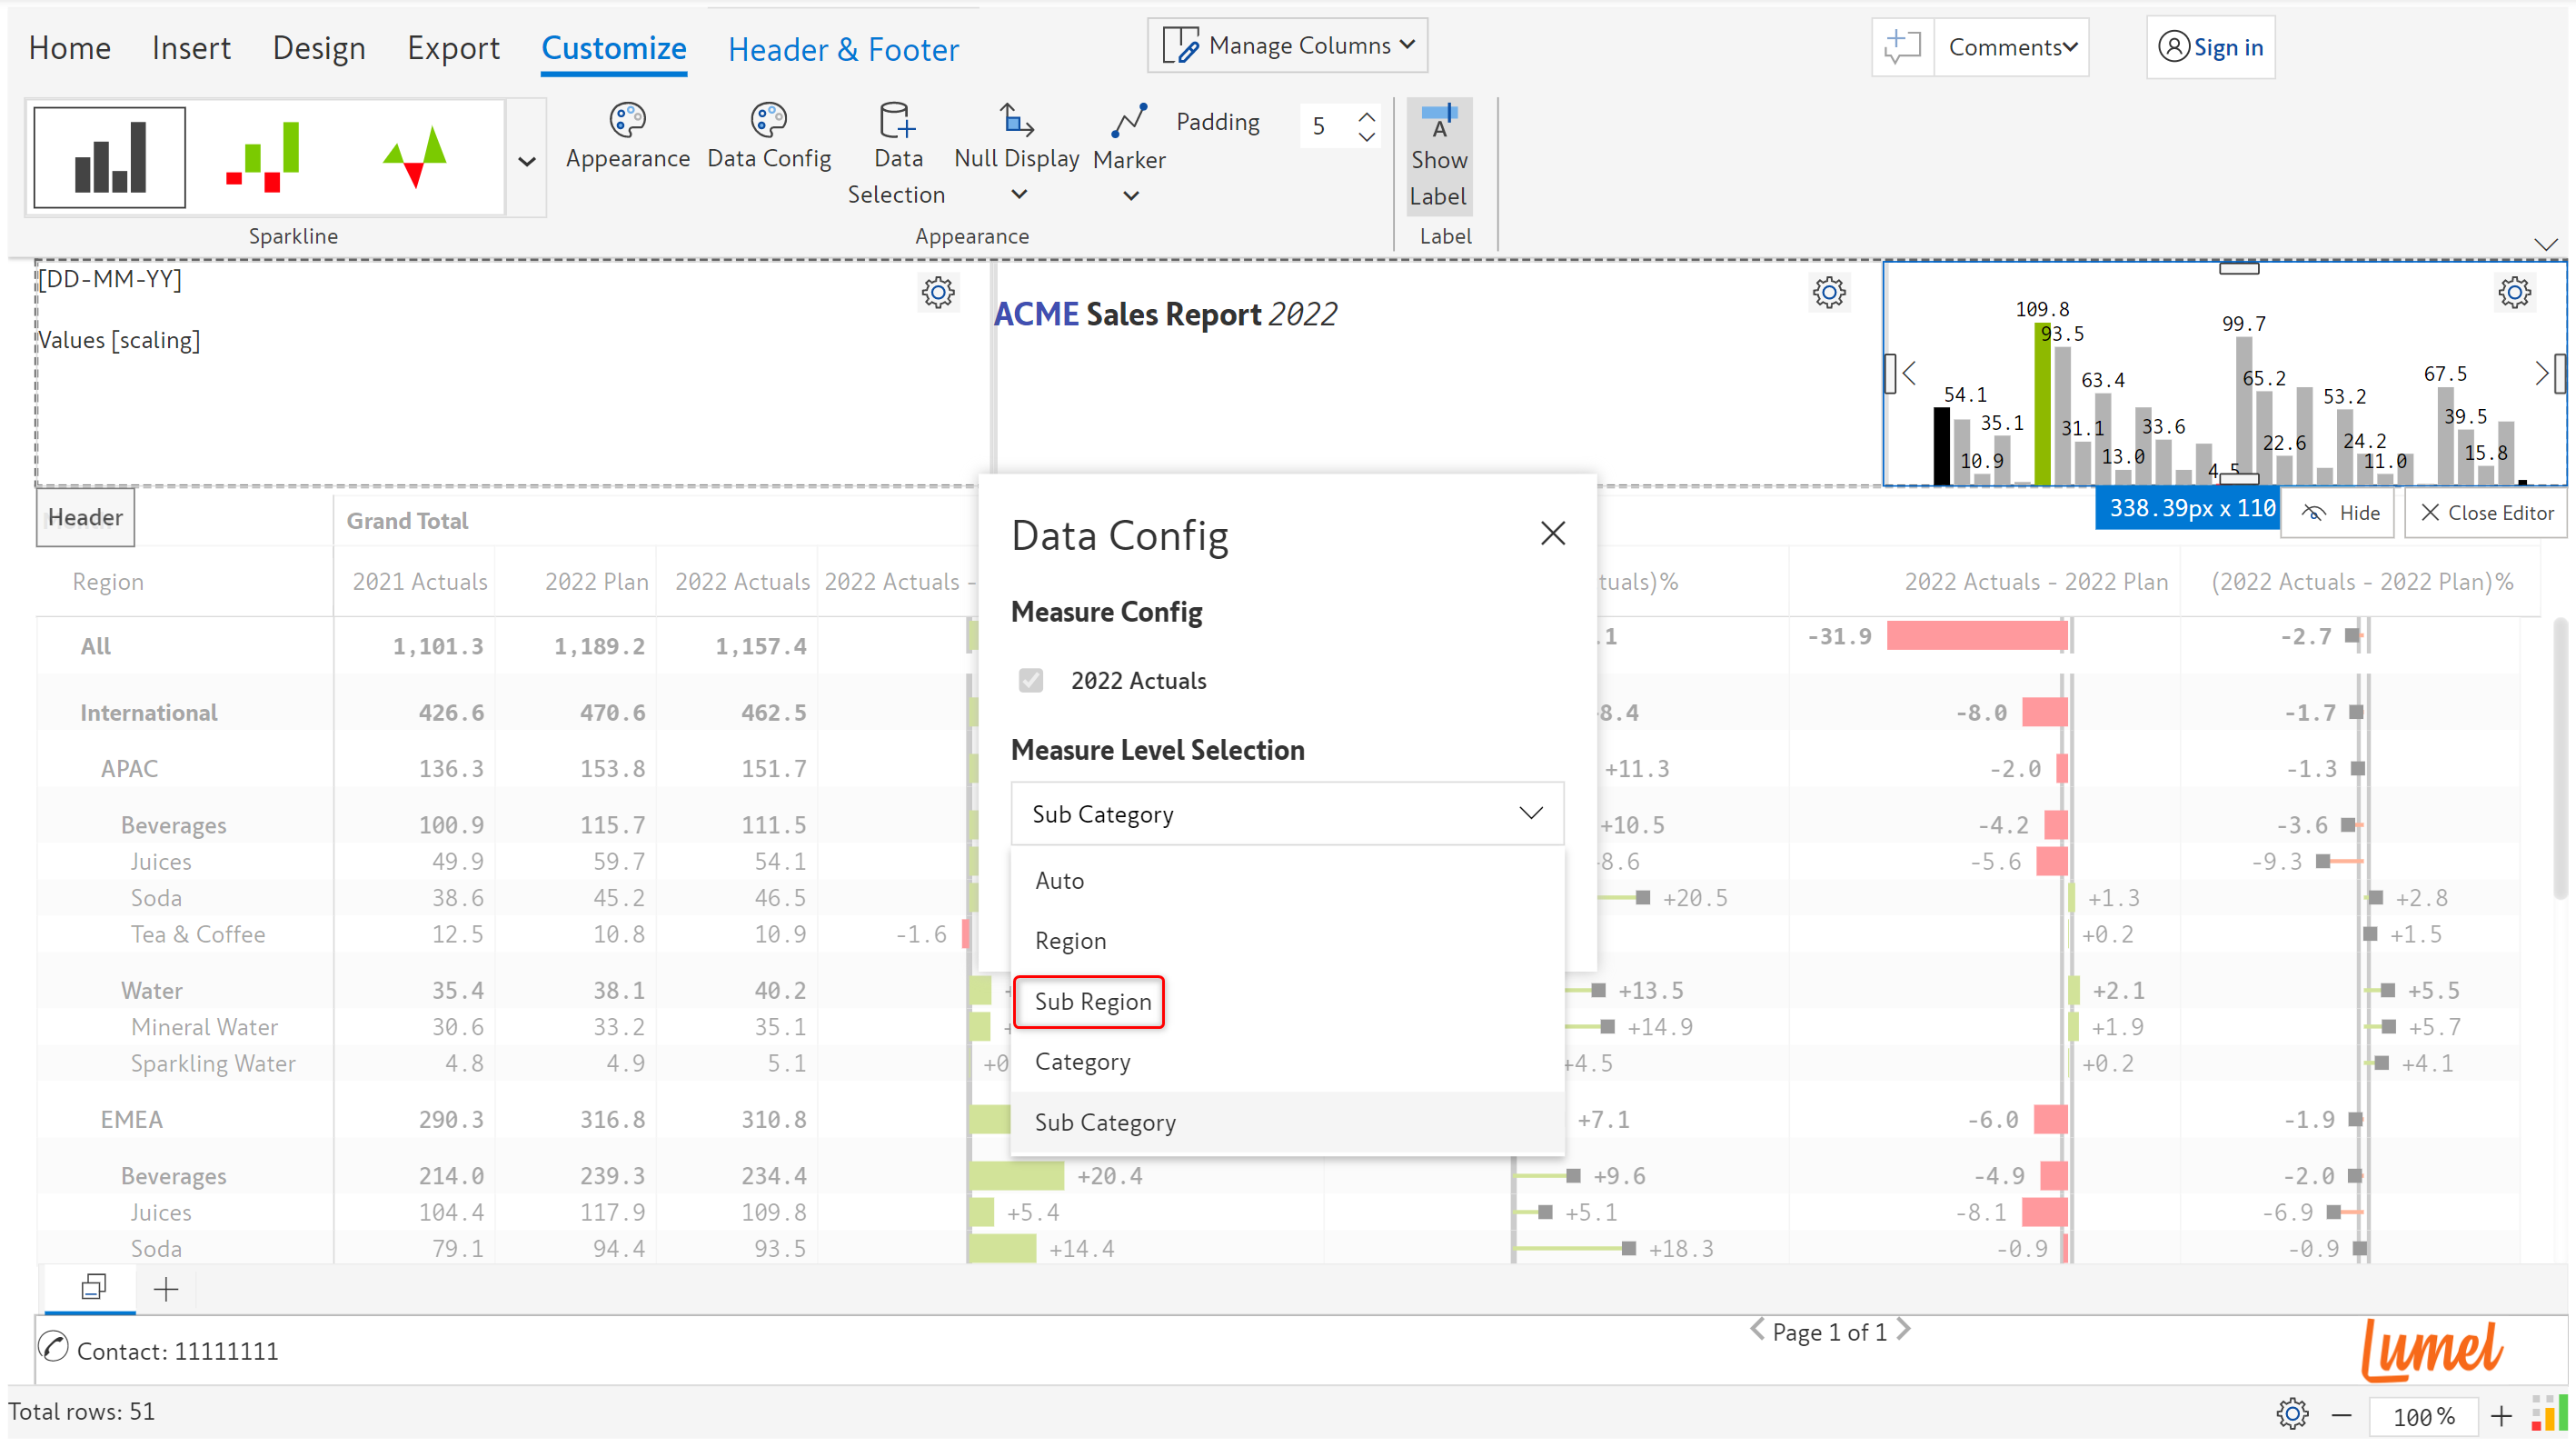 Home Insert Design Export Customize Header & Footer Manage Columns Comments Sign in
Appearance Data Config Data Selection Null Display Marker Padding 5 Show Label
Sparkline Appearance Label
[DD-MM-YY]
Values [scaling]
ACME Sales Report 2022
109.8
99.7
93.5
67.5
63.4 65.2
54.1 53.2
35.1 31.1 33.6 39.5
22.6 24.2
10.9 13.0 11.0 15.8
338.39px x 110 Hide Close Editor
Header Grand Total
Region 2021 Actuals 2022 Plan 2022 Actuals 2022 Actuals - tuals)% 2022 Actuals - 2022 Plan (2022 Actuals - 2022 Plan)%
All 1,101.3 1,189.2 1,157.4 .1 -31.9 -2.7
International 426.6 470.6 462.5 8.4 -8.0 -1.7
APAC 136.3 153.8 151.7 +11.3 -2.0 -1.3
Beverages 100.9 115.7 111.5 +10.5 -4.2 -3.6
Juices 49.9 59.7 54.1 8.6 -5.6 -9.3
Soda 38.6 45.2 46.5 +20.5 +1.3 +2.8
Tea & Coffee 12.5 10.8 10.9 -1.6 +0.2 +1.5
Water 35.4 38.1 40.2 +13.5 +2.1 +5.5
Mineral Water 30.6 33.2 35.1 +14.9 +1.9 +5.7
Sparkling Water 4.8 4.9 5.1 +0 +4.5 +0.2 +4.1
EMEA 290.3 316.8 310.8 +7.1 -6.0 -1.9
Beverages 214.0 239.3 234.4 +20.4 +9.6 -4.9 -2.0
Juices 104.4 117.9 109.8 +5.4 +5.1 -8.1 -6.9
Soda 79.1 94.4 93.5 +14.4 +18.3 -0.9 -0.9
Data Config
Measure Config
2022 Actuals
Measure Level Selection
Sub Category
Auto
Region
Sub Region
Category
Sub Category
Contact: 11111111
Page 1 of 1
Lumel
Total rows: 51
100%